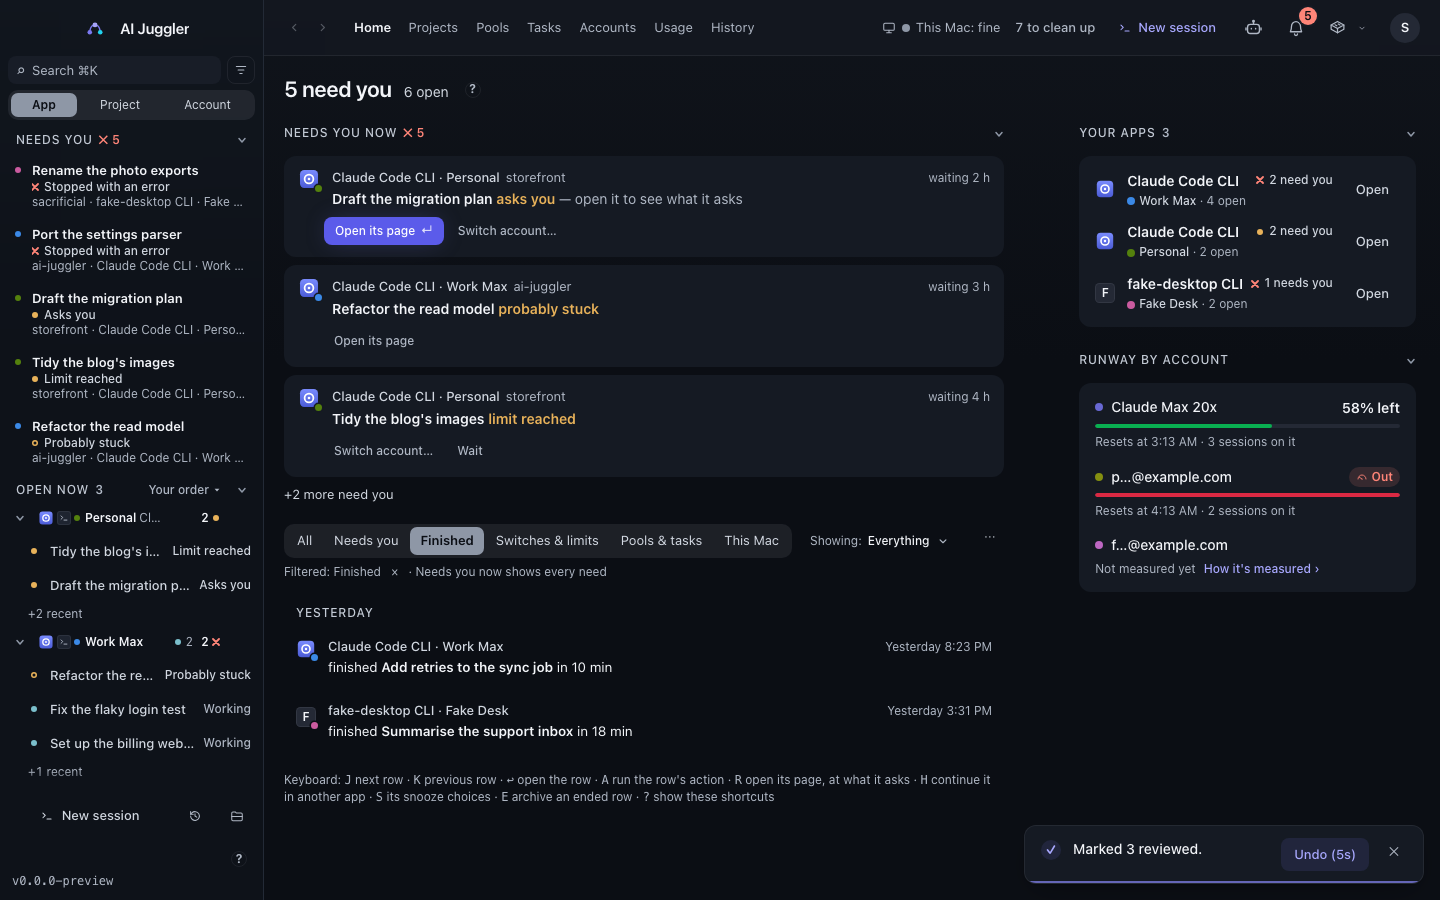 AI Juggler
Search ⌘K
App Project Account
NEEDS YOU 5
Rename the photo exports
Stopped with an error
sacrificial · fake-desktop CLI · Fake ...
Port the settings parser
Stopped with an error
ai-juggler · Claude Code CLI · Work ...
Draft the migration plan
Asks you
storefront · Claude Code CLI · Perso...
Tidy the blog's images
Limit reached
storefront · Claude Code CLI · Perso...
Refactor the read model
Probably stuck
ai-juggler · Claude Code CLI · Work ...
OPEN NOW 3 Your order
Personal Cl... 2
Tidy the blog's i... Limit reached
Draft the migration p... Asks you
+2 recent
Work Max 2 2
Refactor the re... Probably stuck
Fix the flaky login test Working
Set up the billing web... Working
+1 recent
New session
?
v0.0.0-preview
Home Projects Pools Tasks Accounts Usage History
This Mac: fine 7 to clean up New session 5 S
5 need you 6 open ?
NEEDS YOU NOW 5
Claude Code CLI · Personal storefront waiting 2 h
Draft the migration plan asks you — open it to see what it asks
Open its page ↵ Switch account...
Claude Code CLI · Work Max ai-juggler waiting 3 h
Refactor the read model probably stuck
Open its page
Claude Code CLI · Personal storefront waiting 4 h
Tidy the blog's images limit reached
Switch account... Wait
+2 more need you
All Needs you Finished Switches & limits Pools & tasks This Mac Showing: Everything ...
Filtered: Finished × · Needs you now shows every need
YESTERDAY
Claude Code CLI · Work Max Yesterday 8:23 PM
finished Add retries to the sync job in 10 min
F fake-desktop CLI · Fake Desk Yesterday 3:31 PM
finished Summarise the support inbox in 18 min
Keyboard: J next row · K previous row · ↩ open the row · A run the row's action · R open its page, at what it asks · H continue it
in another app · S its snooze choices · E archive an ended row · ? show these shortcuts
YOUR APPS 3
Claude Code CLI 2 need you Open
Work Max · 4 open
Claude Code CLI 2 need you Open
Personal · 2 open
F fake-desktop CLI 1 needs you Open
Fake Desk · 2 open
RUNWAY BY ACCOUNT
Claude Max 20x 58% left
Resets at 3:13 AM · 3 sessions on it
p...@example.com Out
Resets at 4:13 AM · 2 sessions on it
f...@example.com
Not measured yet How it's measured ›
Marked 3 reviewed. Undo (5s)